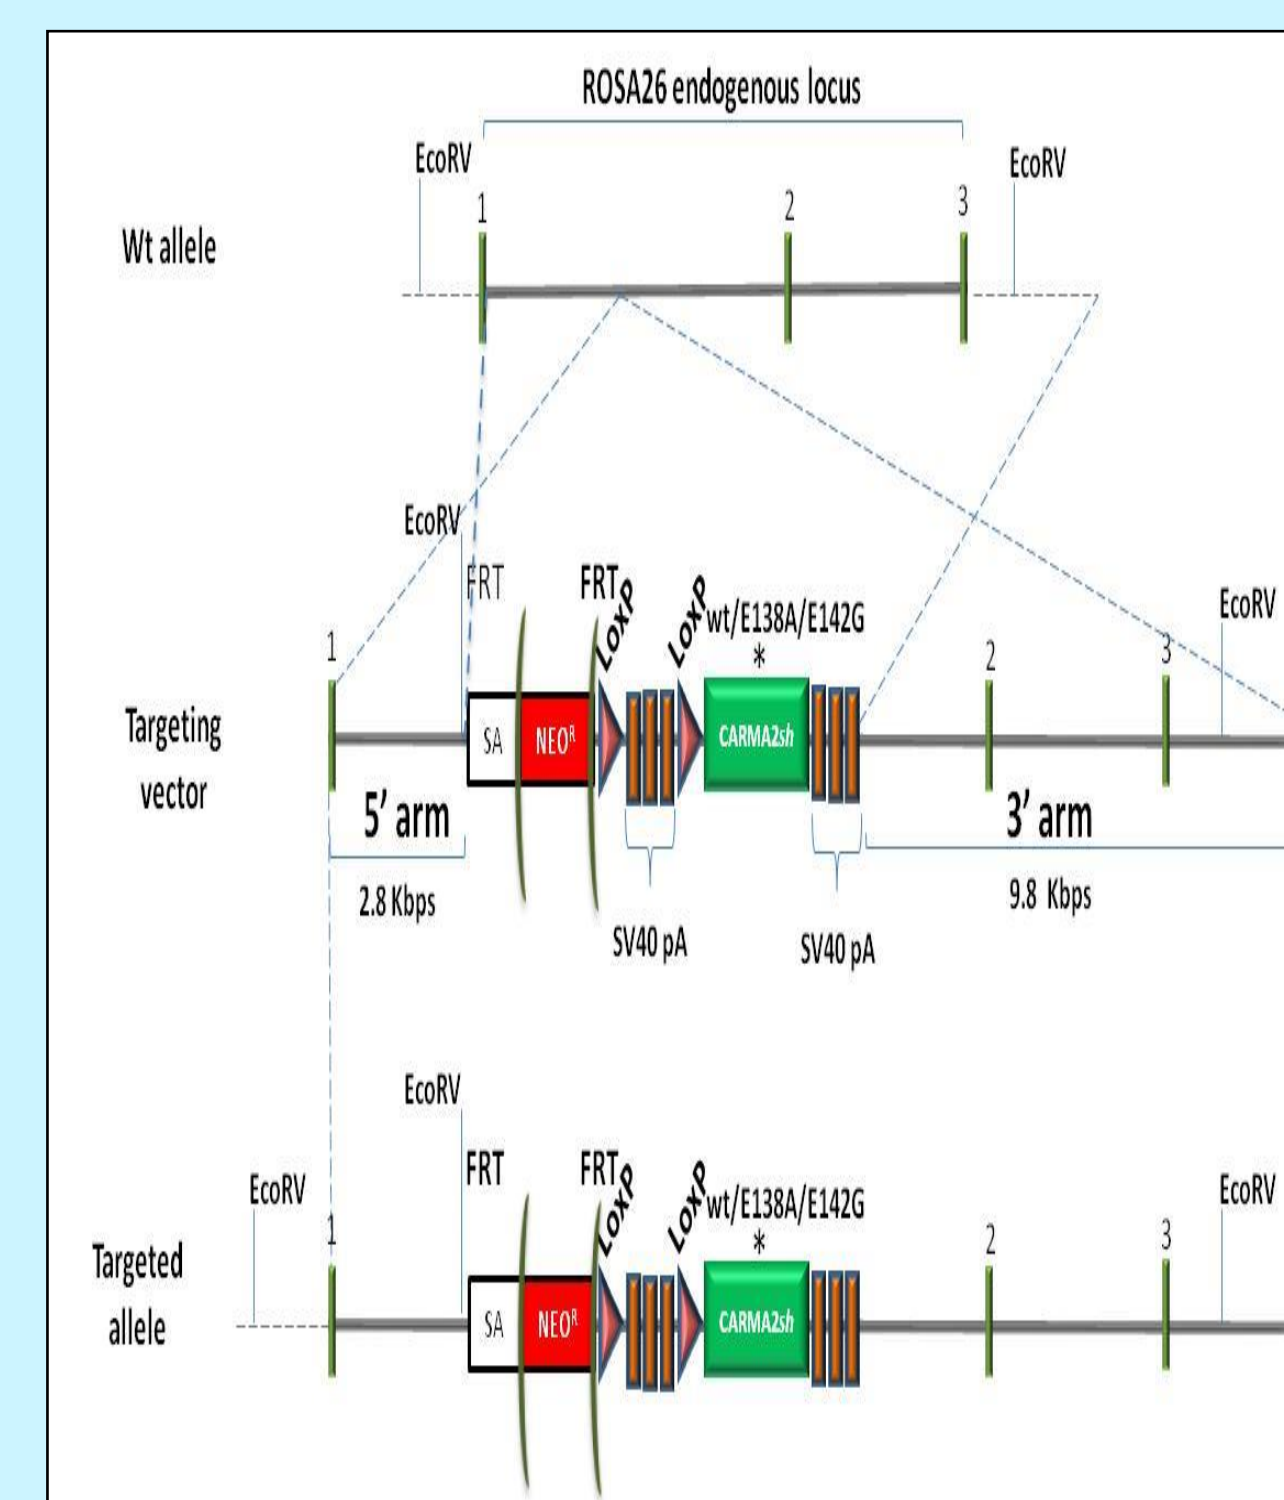 ROSA26 endogenous locus
EcoRV
EcoRV
1
2
3
Wt allele
EcoRV
FRT
FRT
LoxP
LoxP
wt/E138A/E142G
*
EcoRV
1
2
3
Targeting
vector
SA
NEOR
CARMA2sh
5' arm
3' arm
2.8 Kbps
9.8 Kbps
SV40 pA
SV40 pA
EcoRV
FRT
FRT
LoxP
LoxP
wt/E138A/E142G
*
EcoRV
EcoRV
1
2
3
Targeted
allele
SA
NEOR
CARMA2sh